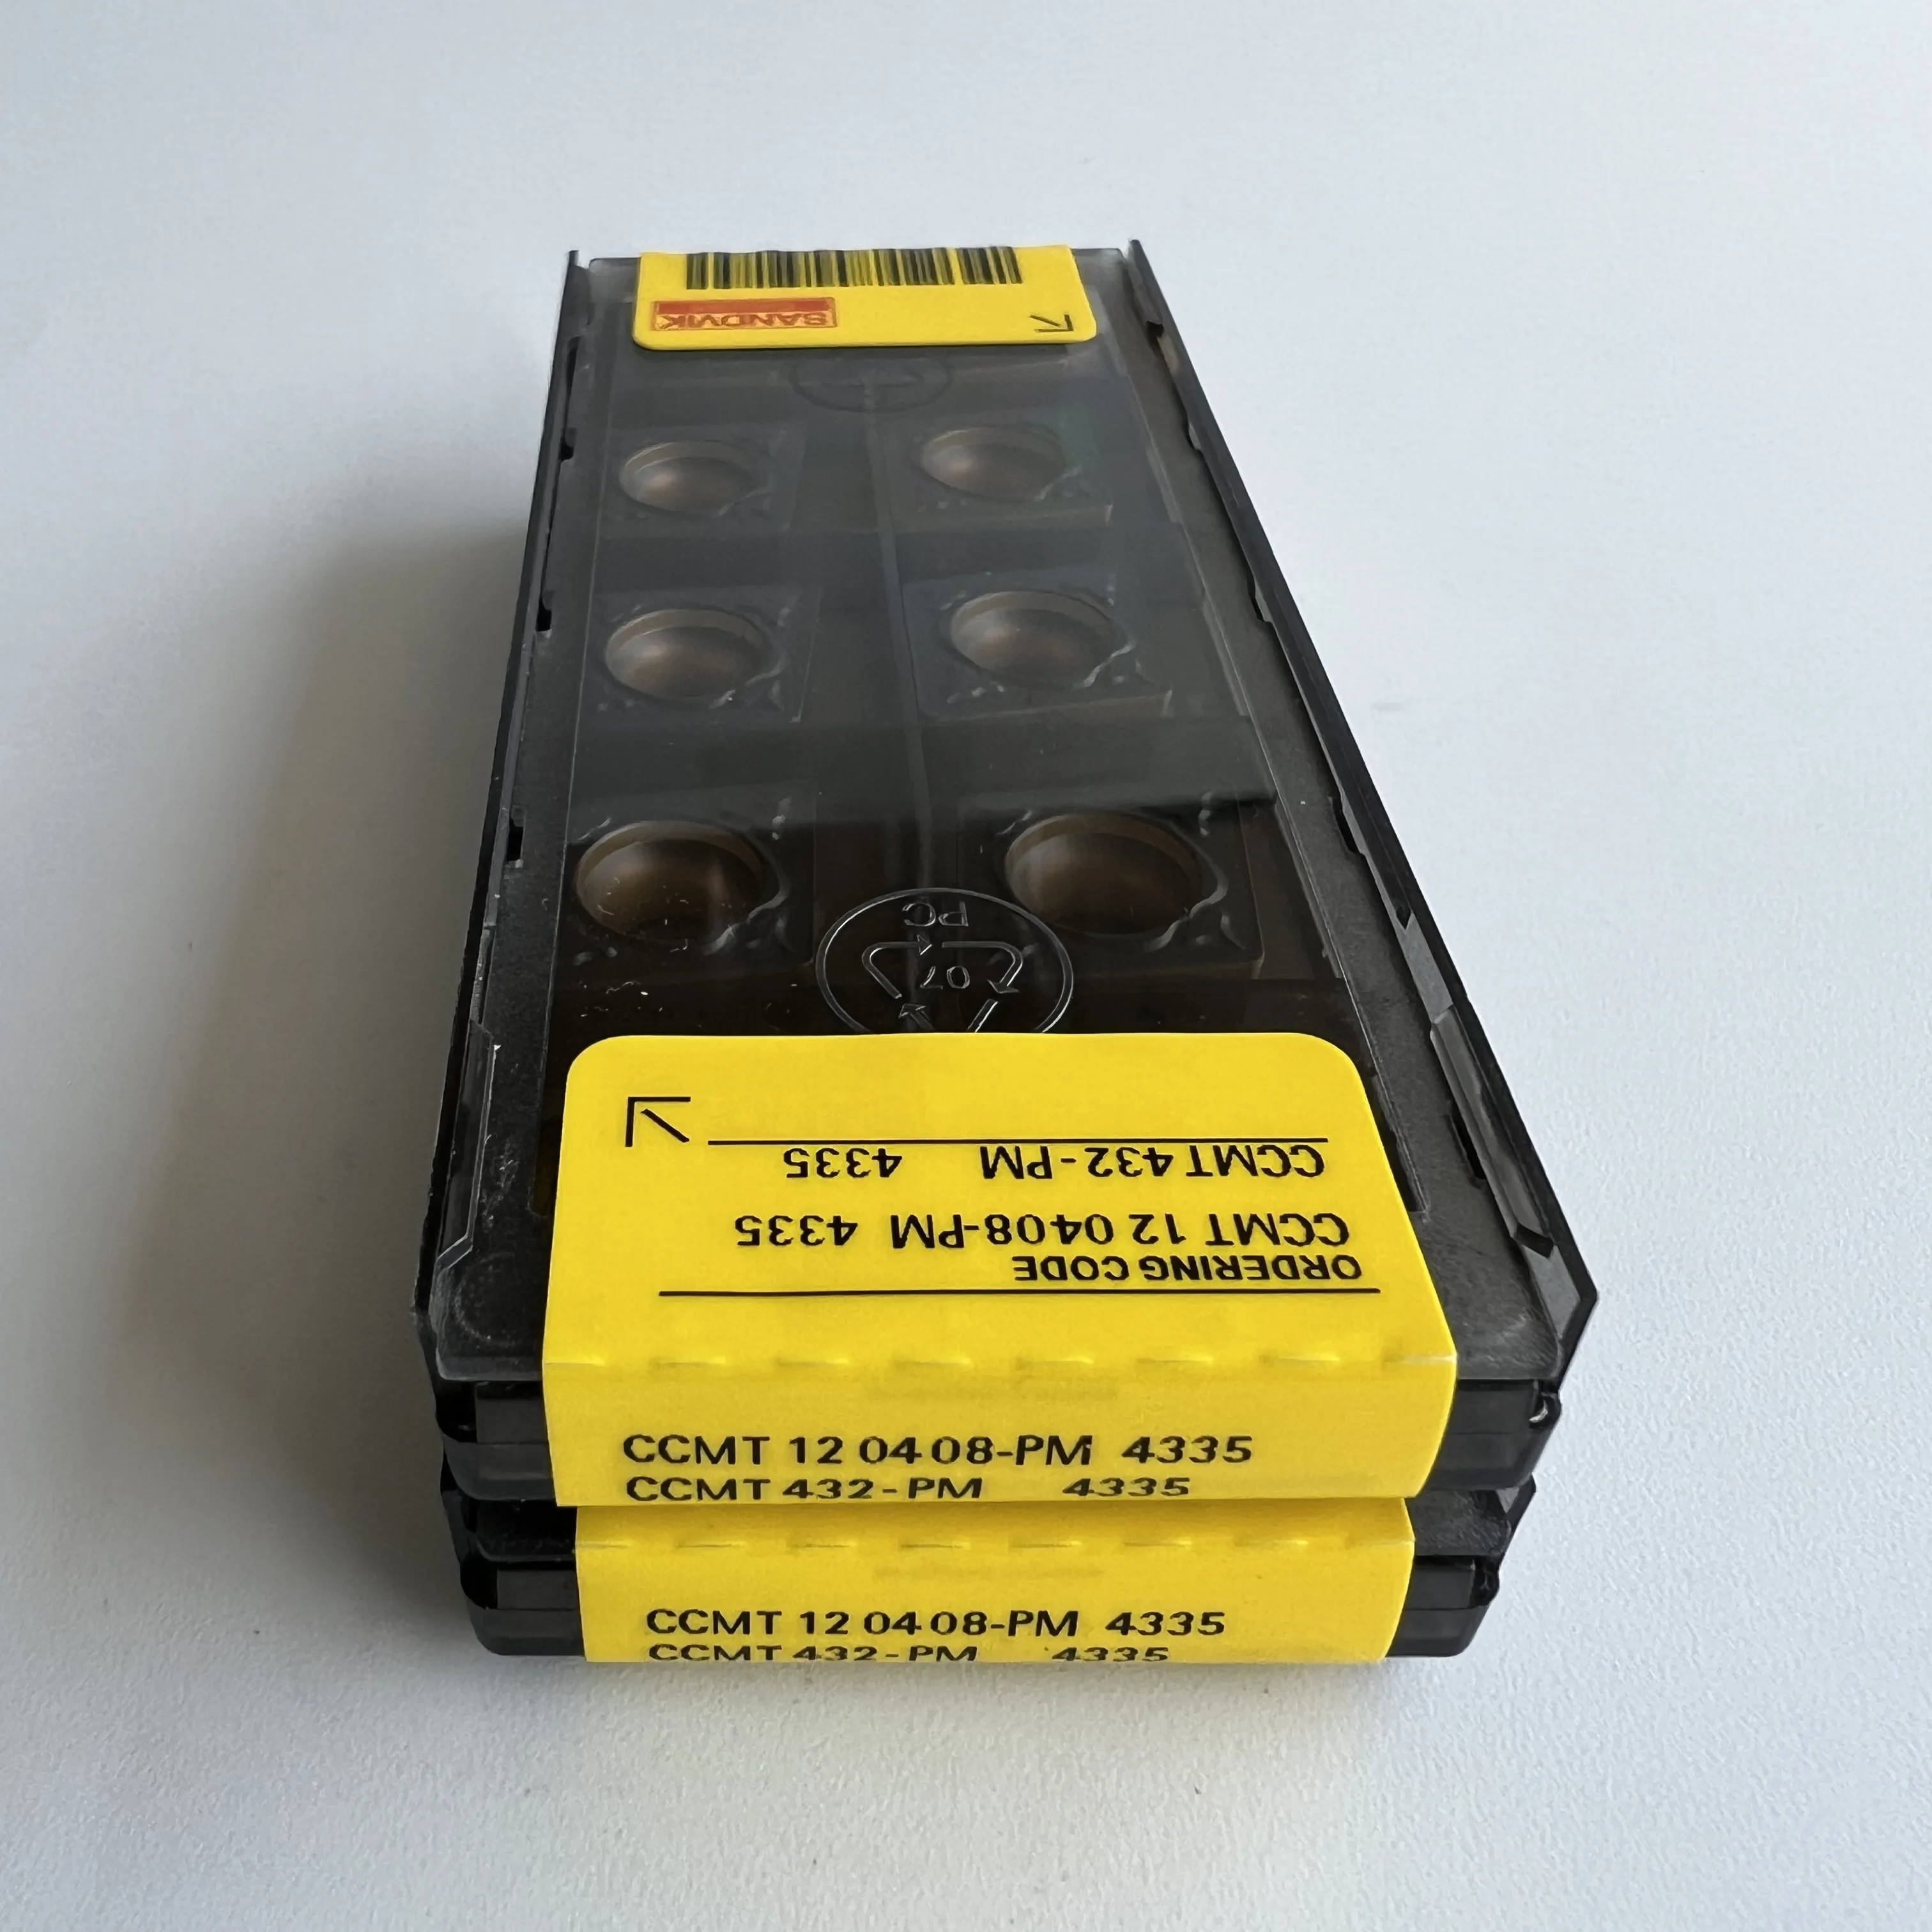 SANDVIK
PC
07
CCMT 432-PM 4335
CCMT 12 04 08-PM 4335
ORDERING CODE
CCMT 12 04 08-PM 4335
CCMT 432-PM 4335
CCMT 12 04 08-PM 4335
CCMT 432-PM 4335